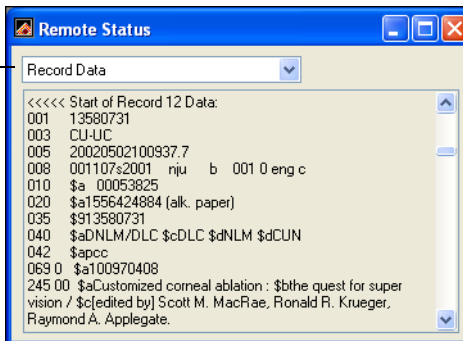 Remote Status
Record Data
<<<<< Start of Record 12 Data:
001 13580731
003 CU-UC
005 20020502100937.7
008 001107s2001 nju b 001 0 eng c
010 $a 00053825
020 $a1556424884 (alk. paper)
035 $913580731
040 $aDNLM/DLC $cDLC $dNLM $dCUN
042 $apcc
069 0 $a100970408
245 00 $aCustomized corneal ablation : $bthe quest for super
vision / $c[edited by] Scott M. MacRae, Ronald R. Krueger,
Raymond A. Applegate.